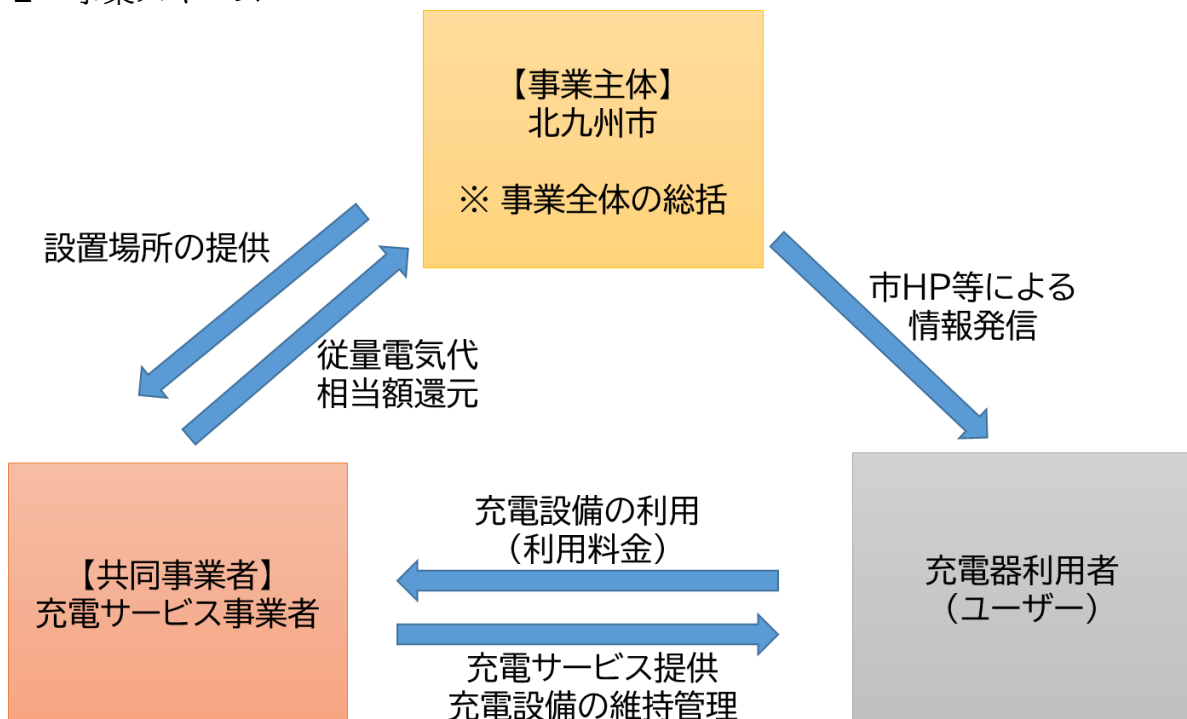 【事業主体】
北九州市
※ 事業全体の総括
設置場所の提供
市HP等による
情報発信
従量電気代
相当額還元
充電設備の利用
（利用料金）
【共同事業者】
充電サービス事業者
充電器利用者
（ユーザー）
充電サービス提供
充電設備の維持管理